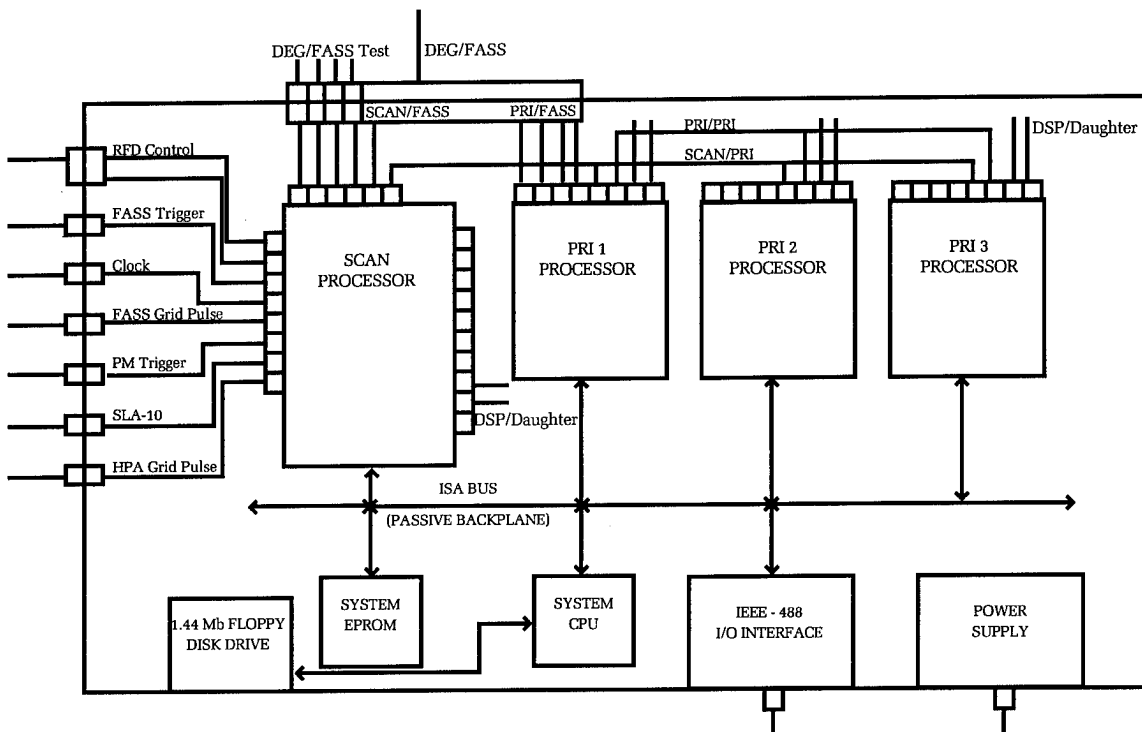 DEG/FASS Test
DEG/FASS
SCAN/FASS
PRI/FASS
PRI/PRI
DSP/Daughter
SCAN/PRI
RFD Control
FASS Trigger
Clock
FASS Grid Pulse
PM Trigger
SLA-10
HPA Grid Pulse
SCAN
PROCESSOR
PRI 1
PROCESSOR
PRI 2
PROCESSOR
PRI 3
PROCESSOR
DSP/Daughter
ISA BUS
(PASSIVE BACKPLANE)
1.44 Mb FLOPPY
DISK DRIVE
SYSTEM
EPROM
SYSTEM
CPU
IEEE - 488
I/O INTERFACE
POWER
SUPPLY